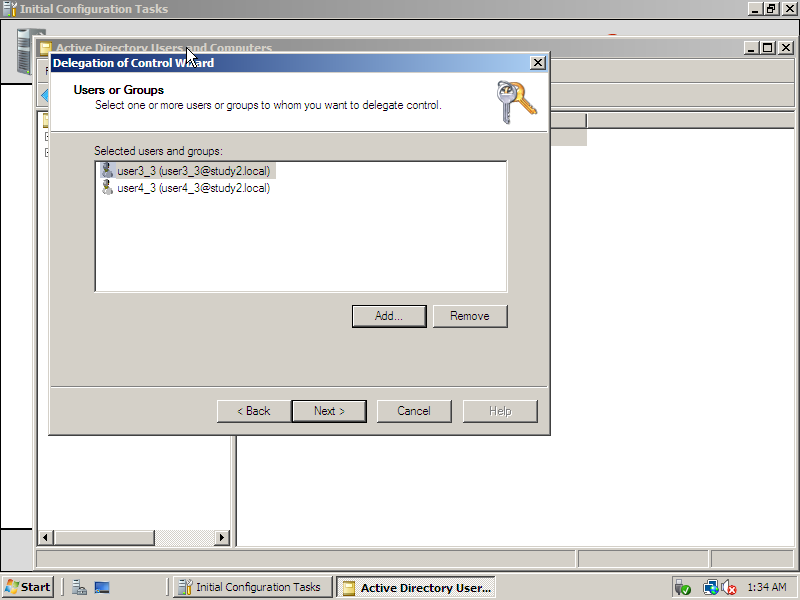 Initial Configuration Tasks
Active Directory Users and Computers
Delegation of Control Wizard
Users or Groups
Select one or more users or groups to whom you want to delegate control.
Selected users and groups:
user3_3 (user3_3@study2.local)
user4_3 (user4_3@study2.local)
Add...
Remove
< Back
Next >
Cancel
Help
Start
Initial Configuration Tasks
Active Directory User...
1:34 AM